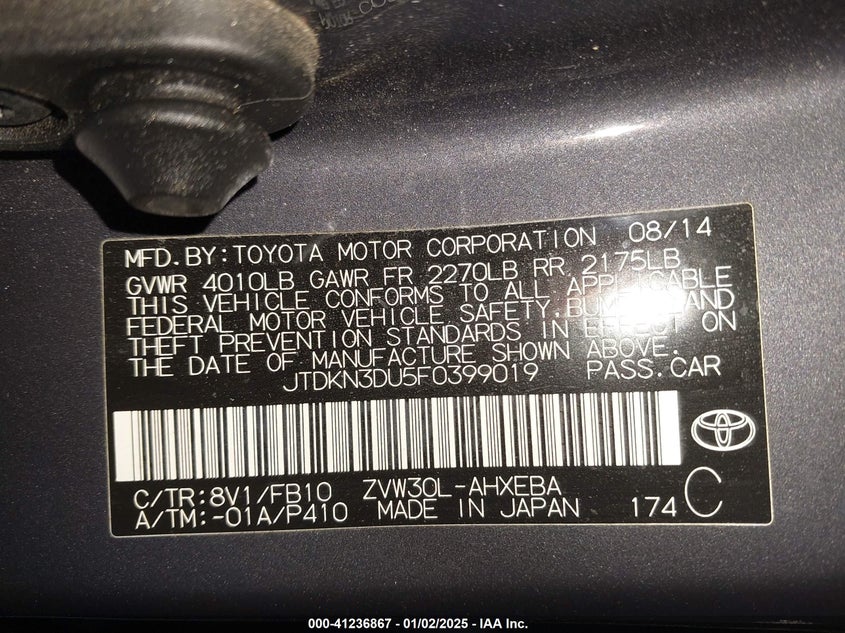 MFD.BY:TOYOTA MOTOR CORPORATION 08/14
GVWR 4010LB GAWR FR 2270LB RR 2175LB
THIS VEHICLE CONFORMS TO ALL APPLICABLE
FEDERAL MOTOR VEHICLE SAFETY, AND
THEFT PREVENTION STANDARDS IN EFFECT ON
THE DATE OF MANUFACTURE SHOWN ABOVE.
JTDKN3DU5F0399019 PASS.CAR
C/TR:8V1/FB10 ZVW30L-AHXEBA
A/TM:-01A/P410 MADE IN JAPAN 174 C
000-41236867 - 01/02/2025 - IAA Inc.